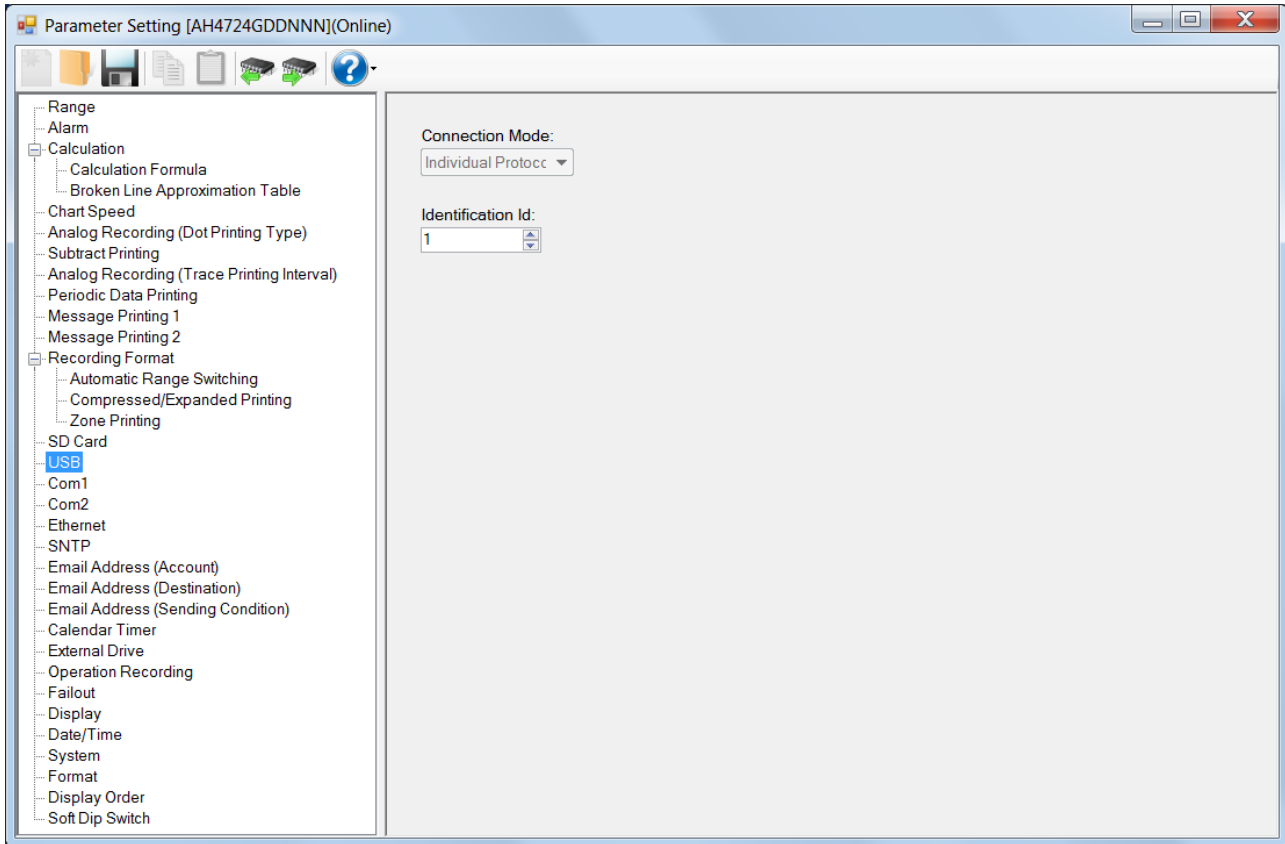 Parameter Setting [AH4724GDDNNN](Online)
Range
Alarm
Calculation
Calculation Formula
Broken Line Approximation Table
Chart Speed
Analog Recording (Dot Printing Type)
Subtract Printing
Analog Recording (Trace Printing Interval)
Periodic Data Printing
Message Printing 1
Message Printing 2
Recording Format
Automatic Range Switching
Compressed/Expanded Printing
Zone Printing
SD Card
USB
Com1
Com2
Ethernet
SNTP
Email Address (Account)
Email Address (Destination)
Email Address (Sending Condition)
Calendar Timer
External Drive
Operation Recording
Failout
Display
Date/Time
System
Format
Display Order
Soft Dip Switch
Connection Mode:
Individual Protocc
Identification Id:
1